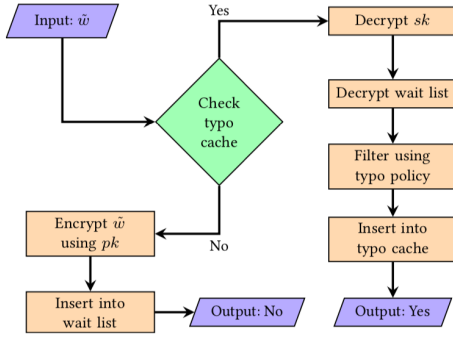 Input: w̃
Yes
Check
typo
cache
No
Decrypt sk
Decrypt wait list
Filter using
typo policy
Insert into
typo cache
Output: Yes
Encrypt w̃
using pk
Insert into
wait list
Output: No